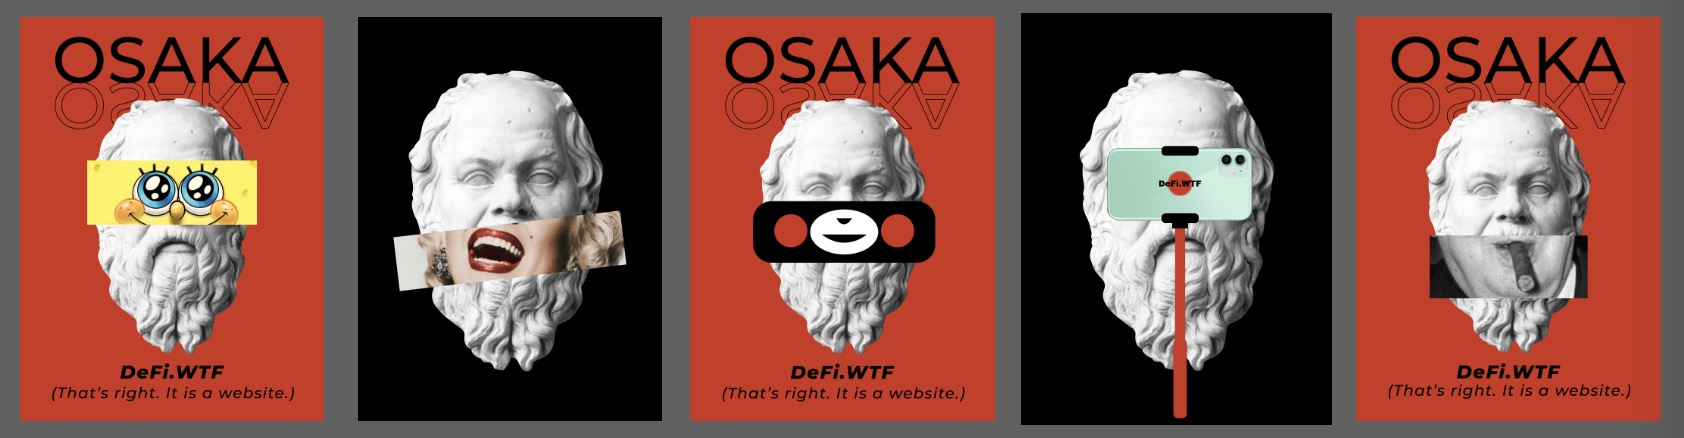 OSAKA
OSAKA
DeFi.WTF
(That's right. It is a website.)
OSAKA
OSAKA
DeFi.WTF
(That's right. It is a website.)
DeFi.WTF
OSAKA
OSAKA
DeFi.WTF
(That's right. It is a website.)